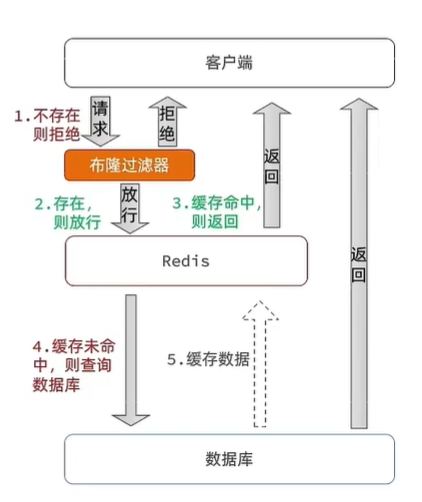 客户端
1.不存在
则拒绝
请求
拒绝
布隆过滤器
2.存在，
则放行
放行
3.缓存命中，
则返回
返回
Redis
返回
4.缓存未命
中，则查询
数据库
5.缓存数据
数据库